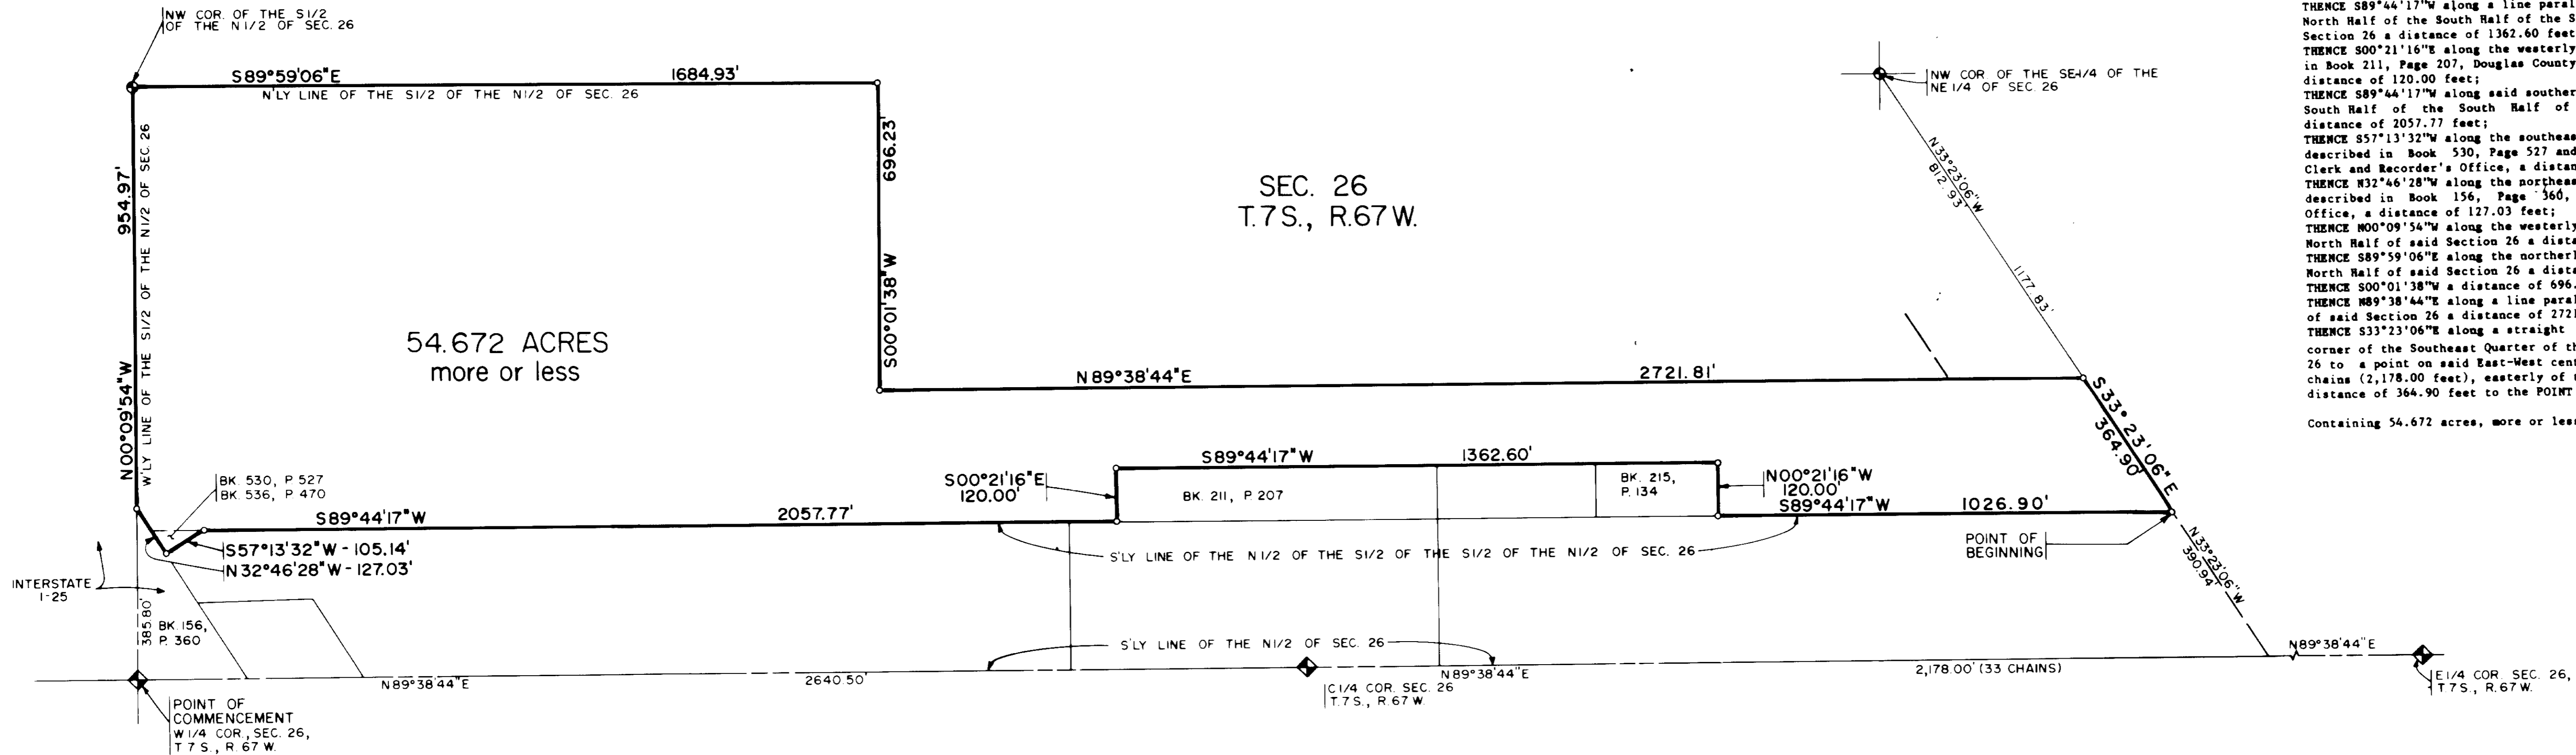 NW COR. OF THE S1/2
OF THE N1/2 OF SEC. 26
S89°59'06"E
1684.93'
N'LY LINE OF THE S1/2 OF THE N1/2 OF SEC. 26
954.97'
N00°09'54"W
W'LY LINE OF THE S1/2 OF THE N1/2 OF SEC. 26
696.23'
S00°01'38"W
54.672 ACRES
more or less
SEC. 26
T.7S., R.67W.
NW COR OF THE SE1/4 OF THE
NE 1/4 OF SEC. 26
N33°23'06"W
812.93'
1177.83'
N89°38'44"E
2721.81'
S33°23'06"E
364.90'
BK. 530, P 527
BK. 536, P 470
S89°44'17"W
2057.77'
S57°13'32"W - 105.14'
N32°46'28"W - 127.03'
S00°21'16"E
120.00'
S89°44'17"W
1362.60'
BK. 211, P. 207
BK. 215,
P. 134
N00°21'16"W
120.00'
S89°44'17"W
1026.90'
POINT OF
BEGINNING
N33°23'06"W
390.94'
S'LY LINE OF THE N1/2 OF THE S1/2 OF THE S1/2 OF THE N1/2 OF SEC. 26
INTERSTATE
I-25
385.80'
BK. 156,
P. 360
S'LY LINE OF THE N1/2 OF SEC. 26
N89°38'44"E
2640.50'
N89°38'44"E
2,178.00' (33 CHAINS)
N89°38'44"E
POINT OF
COMMENCEMENT
W1/4 COR., SEC. 26,
T 7 S., R. 67 W.
C1/4 COR. SEC. 26
T.7S., R.67W.
E1/4 COR. SEC. 26,
T.7S., R.67W.
THENCE S89°44'17"W along a line paral
North Half of the South Half of the S
Section 26 a distance of 1362.60 feet
THENCE S00°21'16"E along the westerly
in Book 211, Page 207, Douglas County
distance of 120.00 feet;
THENCE S89°44'17"W along said souther
South Half of the South Half of
distance of 2057.77 feet;
THENCE S57°13'32"W along the southeas
described in Book 530, Page 527 and
Clerk and Recorder's Office, a distan
THENCE N32°46'28"W along the northeas
described in Book 156, Page 360,
Office, a distance of 127.03 feet;
THENCE N00°09'54"W along the westerly
North Half of said Section 26 a dista
THENCE S89°59'06"E along the northerl
North Half of said Section 26 a dista
THENCE S00°01'38"W a distance of 696.
THENCE N89°38'44"E along a line paral
of said Section 26 a distance of 2721
THENCE S33°23'06"E along a straight
corner of the Southeast Quarter of th
26 to a point on said East-West cent
chains (2,178.00 feet), easterly of
distance of 364.90 feet to the POINT
Containing 54.672 acres, more or less